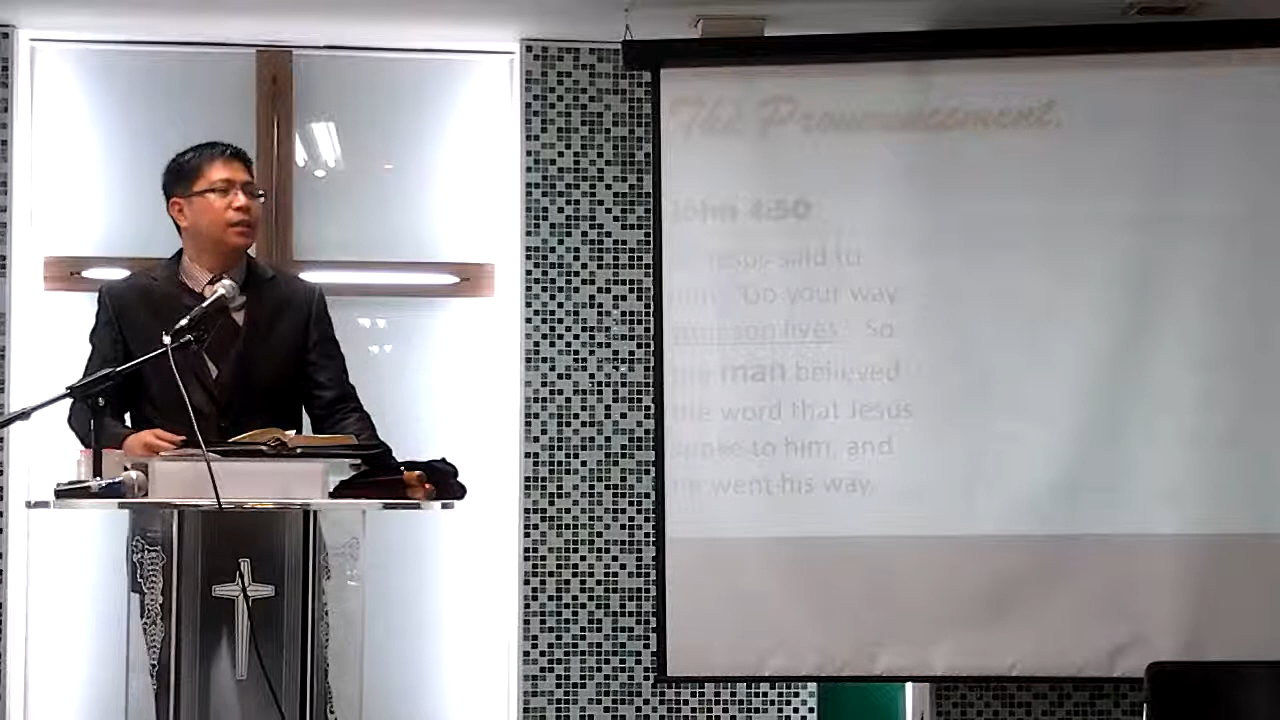 The Pronouncement.
John 4:50
Jesus said to
him, "Go your way
your son lives." So
the man believed
the word that Jesus
spoke to him, and
he went his way.